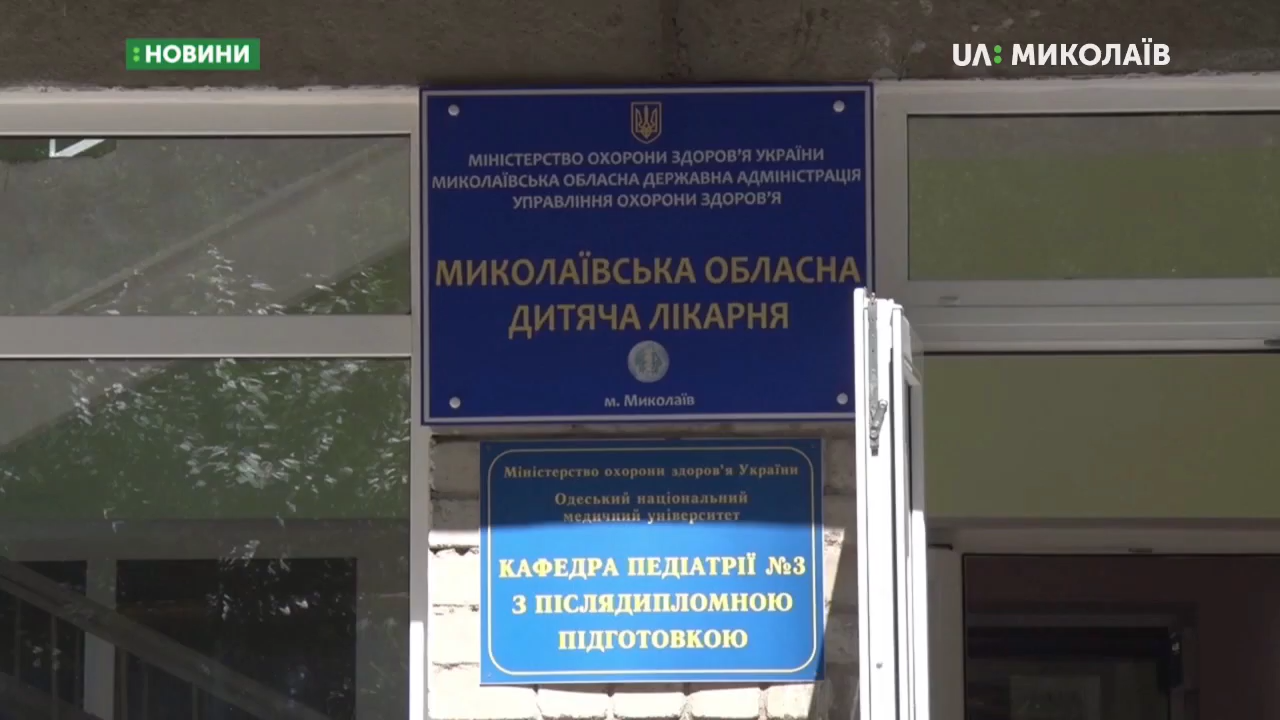 НОВИНИ
UA: МИКОЛАЇВ
МІНІСТЕРСТВО ОХОРОНИ ЗДОРОВ'Я УКРАЇНИ
МИКОЛАЇВСЬКА ОБЛАСНА ДЕРЖАВНА АДМІНІСТРАЦІЯ
УПРАВЛІННЯ ОХОРОНИ ЗДОРОВ'Я
МИКОЛАЇВСЬКА ОБЛАСНА
ДИТЯЧА ЛІКАРНЯ
м. Миколаїв
Міністерство охорони здоров'я України
Одеський національний
медичний університет
КАФЕДРА ПЕДІАТРІЇ №3
З ПІСЛЯДИПЛОМНОЮ
ПІДГОТОВКОЮ